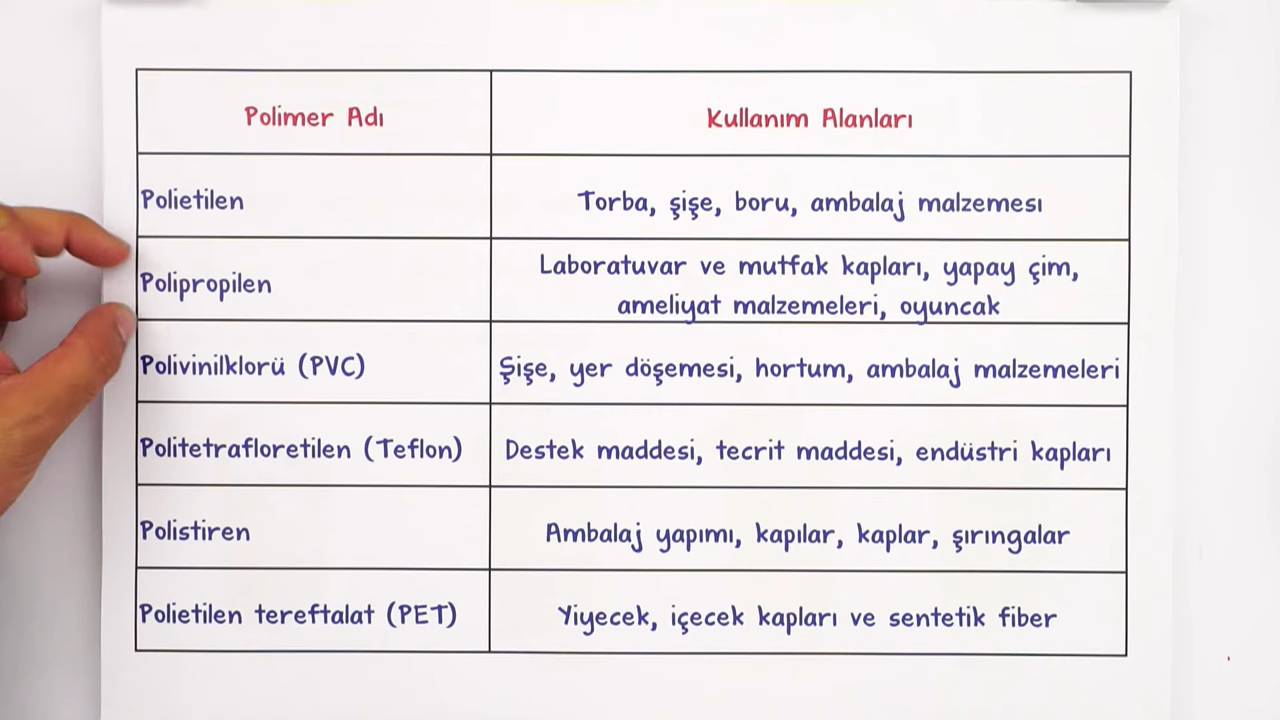 Polimer Adı
Kullanım Alanları
Polietilen
Torba, şişe, boru, ambalaj malzemesı
Polipropilen
Laboratuvar ve mutfak kapları, yapay çim,
ameliyat malzemeleri, oyuncak
Polivinilklorü (PVC)
Şişe, yer döşemesi, hortum, ambalaj malzemeleri
Politetrafloretilen (Teflon)
Destek maddesi, tecrit maddesi, endüstri kapları
Polistiren
Ambalaj yapımı, kapılar, kaplar, şırıngalar
Polietilen tereftalat (PET)
Yiyecek, içecek kapları ve sentetik fiber